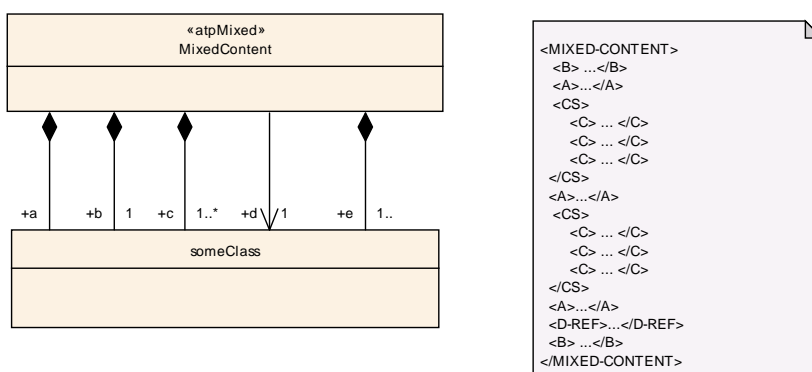 «atpMixed»
MixedContent
+a +b 1 +c 1..* +d 1 +e 1..
someClass
<MIXED-CONTENT>
<B> ...</B>
<A>...</A>
<CS>
<C> ... </C>
<C> ... </C>
<C> ... </C>
</CS>
<A>...</A>
<CS>
<C> ... </C>
<C> ... </C>
<C> ... </C>
</CS>
<A>...</A>
<D-REF>...</D-REF>
<B> ...</B>
</MIXED-CONTENT>